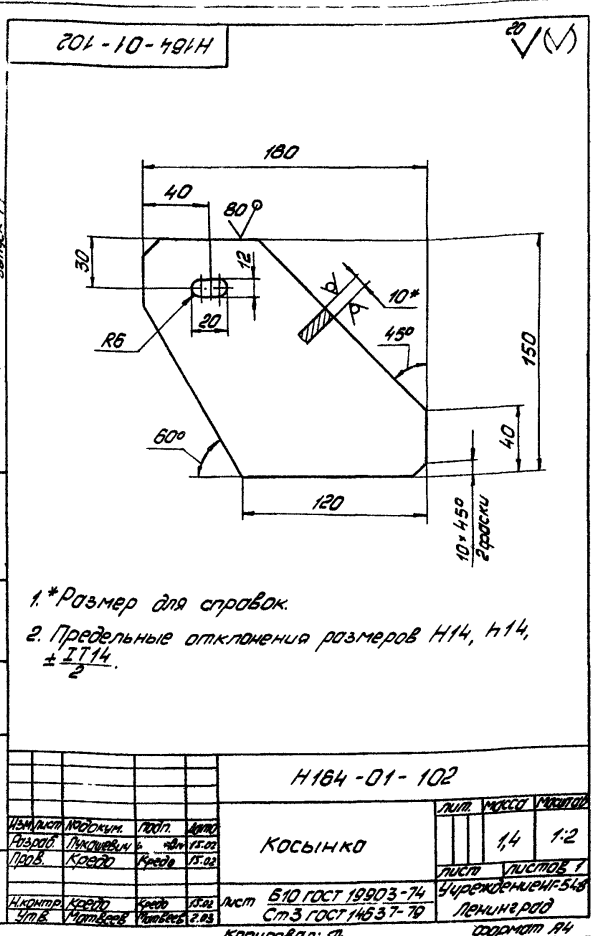 Н164-01-102
20
180
40
80
30
12
10*
R6
20
45°
150
60°
40
120
10×45°
2 фаски
1. *Размер для справок.
2. Предельные отклонения размеров H14, h14,
± IT14/2.
Н164-01-102
Лит. Масса Масштаб
Изм Лист № докум. Подп. Дата
Разраб. 15.02
Косынка
1,4 1:2
Пров. Кредо Кредо 15.02
Лист Листов 1
Н.контр. Кредо Кредо 15.02
Лист Б10 ГОСТ 19903-74
Ст3 ГОСТ 14637-79
Утв. Матвеев Матвеев 2.03
Ленинград
Копировал:
Формат А4